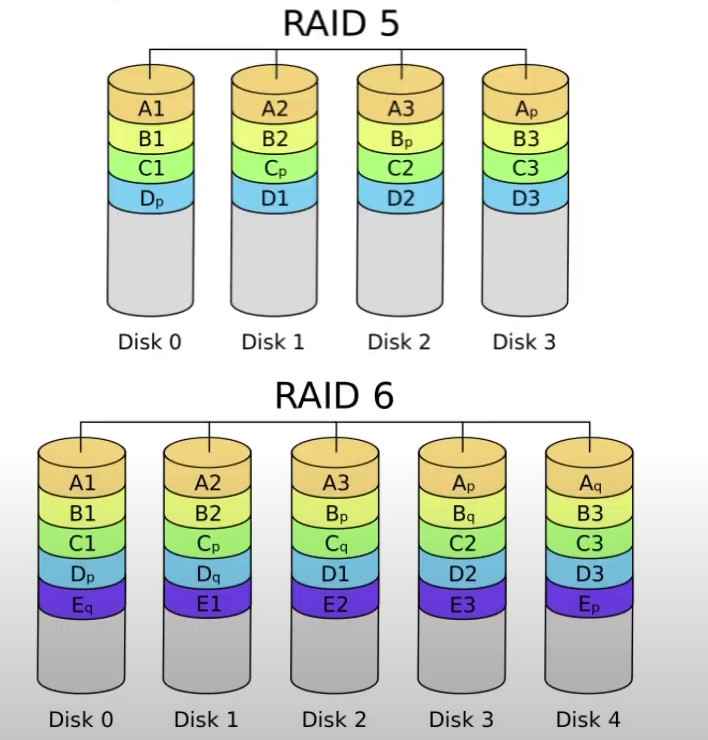 RAID 5
A1 A2 A3 Ap
B1 B2 Bp B3
C1 Cp C2 C3
Dp D1 D2 D3
Disk 0 Disk 1 Disk 2 Disk 3
RAID 6
A1 A2 A3 Ap Aq
B1 B2 Bp Bq B3
C1 Cp Cq C2 C3
Dp Dq D1 D2 D3
Eq E1 E2 E3 Ep
Disk 0 Disk 1 Disk 2 Disk 3 Disk 4